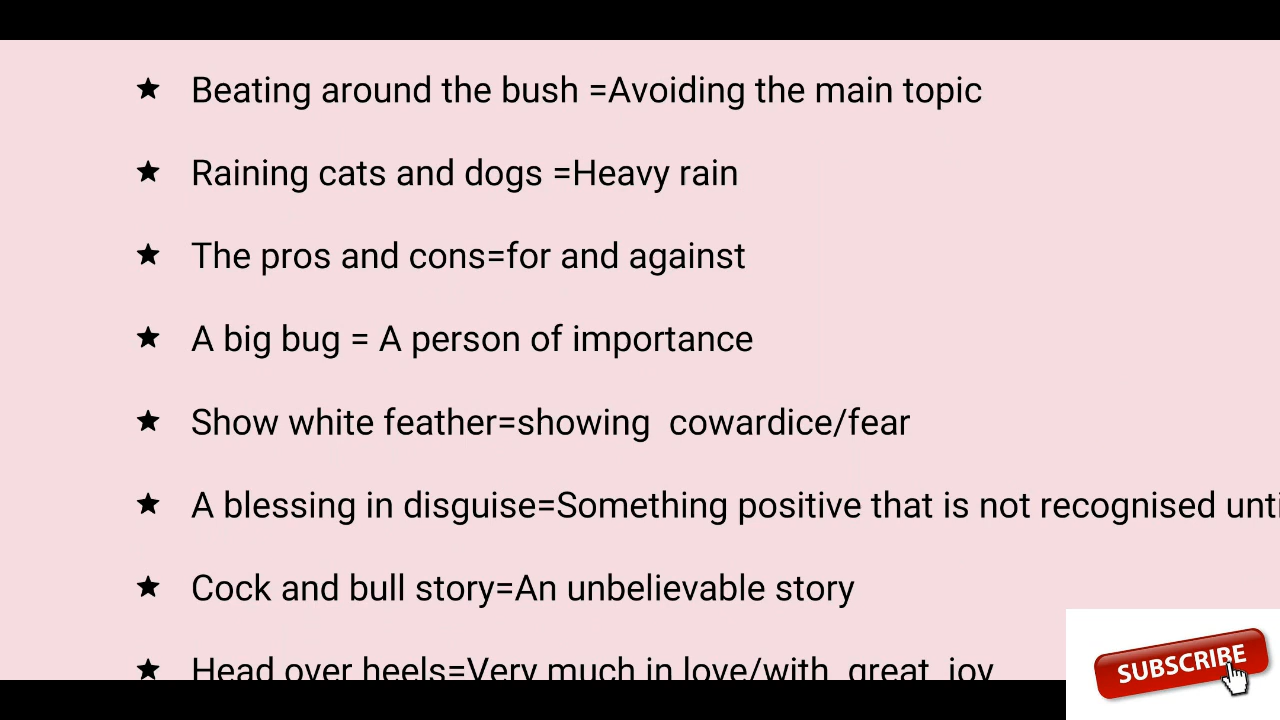 ★ Beating around the bush =Avoiding the main topic
★ Raining cats and dogs =Heavy rain
★ The pros and cons=for and against
★ A big bug = A person of importance
★ Show white feather=showing  cowardice/fear
★ A blessing in disguise=Something positive that is not recognised
★ Cock and bull story=An unbelievable story
★ Head over heels=Very much in love/with  great  joy
SUBSCRIBE